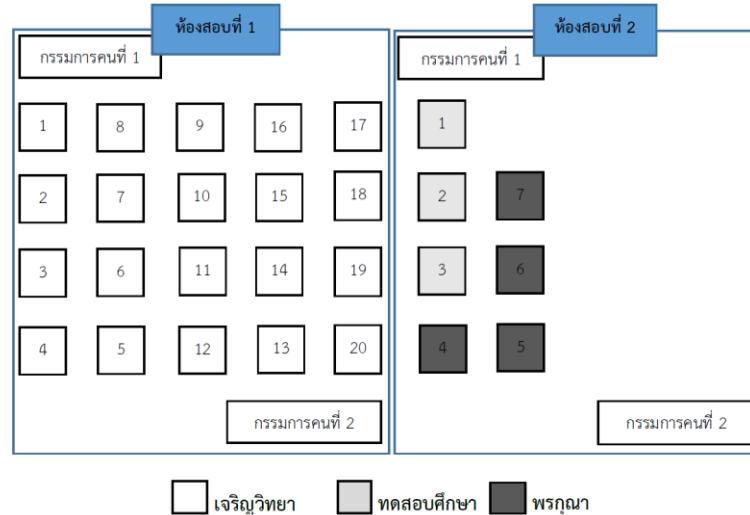 ห้องสอบที่ 1
กรรมการคนที่ 1
1 8 9 16 17
2 7 10 15 18
3 6 11 14 19
4 5 12 13 20
กรรมการคนที่ 2
ห้องสอบที่ 2
กรรมการคนที่ 1
1
2 7
3 6
4 5
กรรมการคนที่ 2
เจริญวิทยา ทดสอบศึกษา พรกุณา